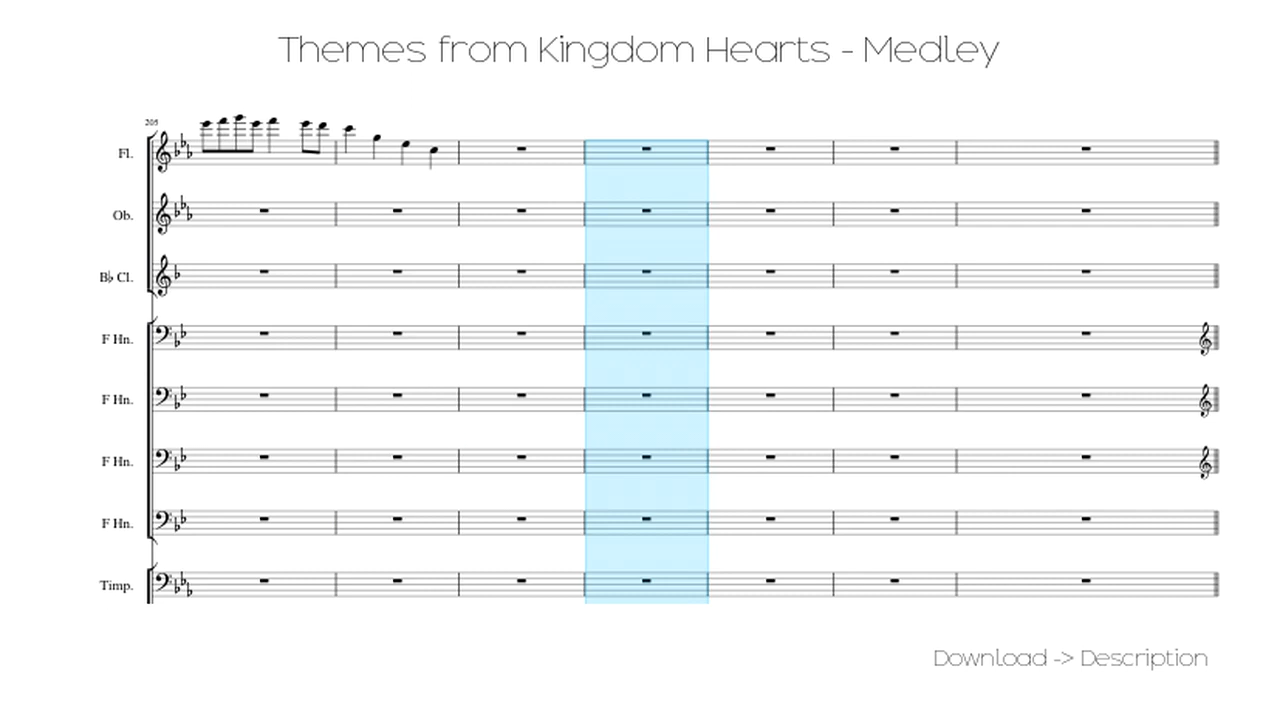 Themes from Kingdom Hearts - Medley
205
Fl.
Ob.
B♭ Cl.
F Hn.
F Hn.
F Hn.
F Hn.
Timp.
Download -> Description